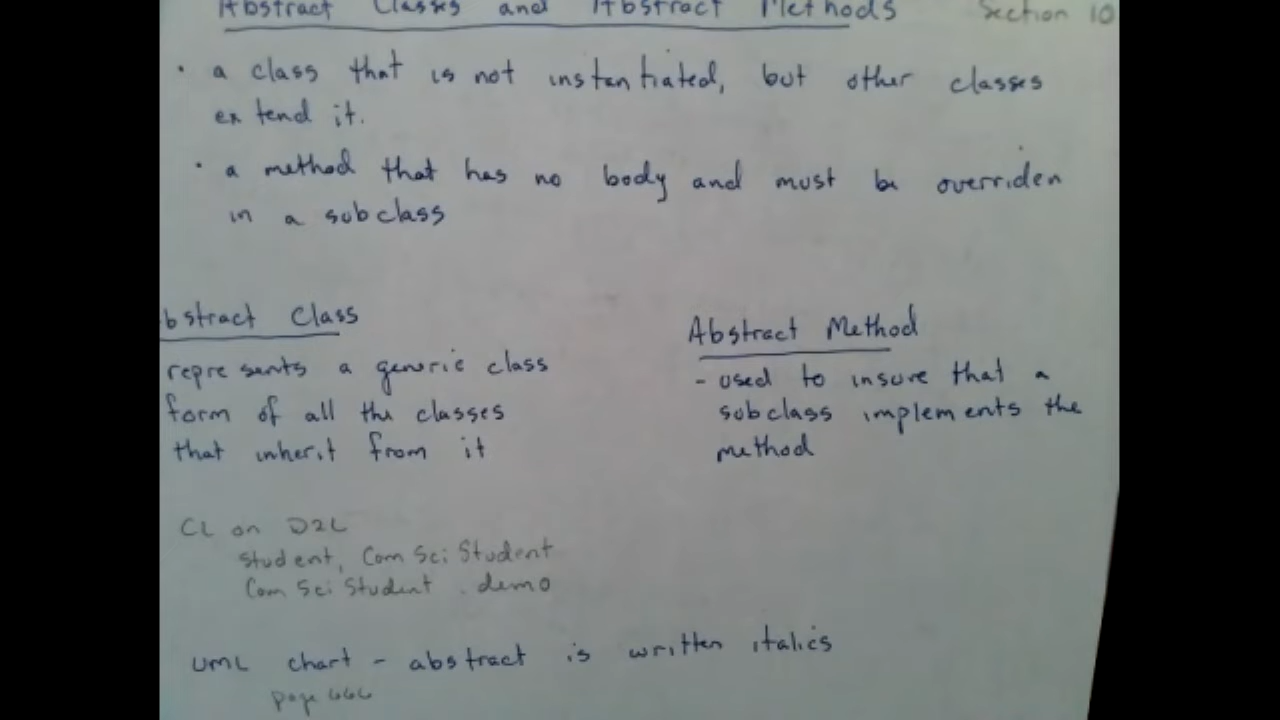 Abstract Classes and Abstract Methods Section 10
• a class that is not instantiated, but other classes
extend it.
• a method that has no body and must be overriden
in a subclass
bstract Class
represents a generic class
form of all the classes
that inherit from it
Abstract Method
- used to insure that a
subclass implements the
method
CL on D2L
Student, Com Sci Student
Com Sci Student . demo
UML chart - abstract is written italics
page 666